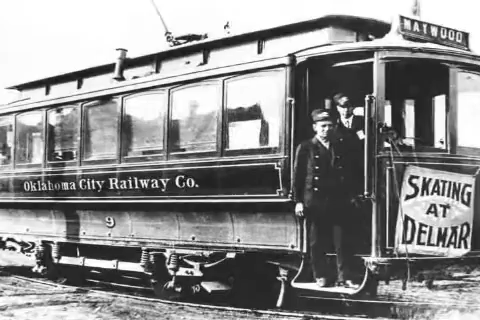 MAYWOOD
Oklahoma City Railway Co.
9
SKATING
AT
DELMAR